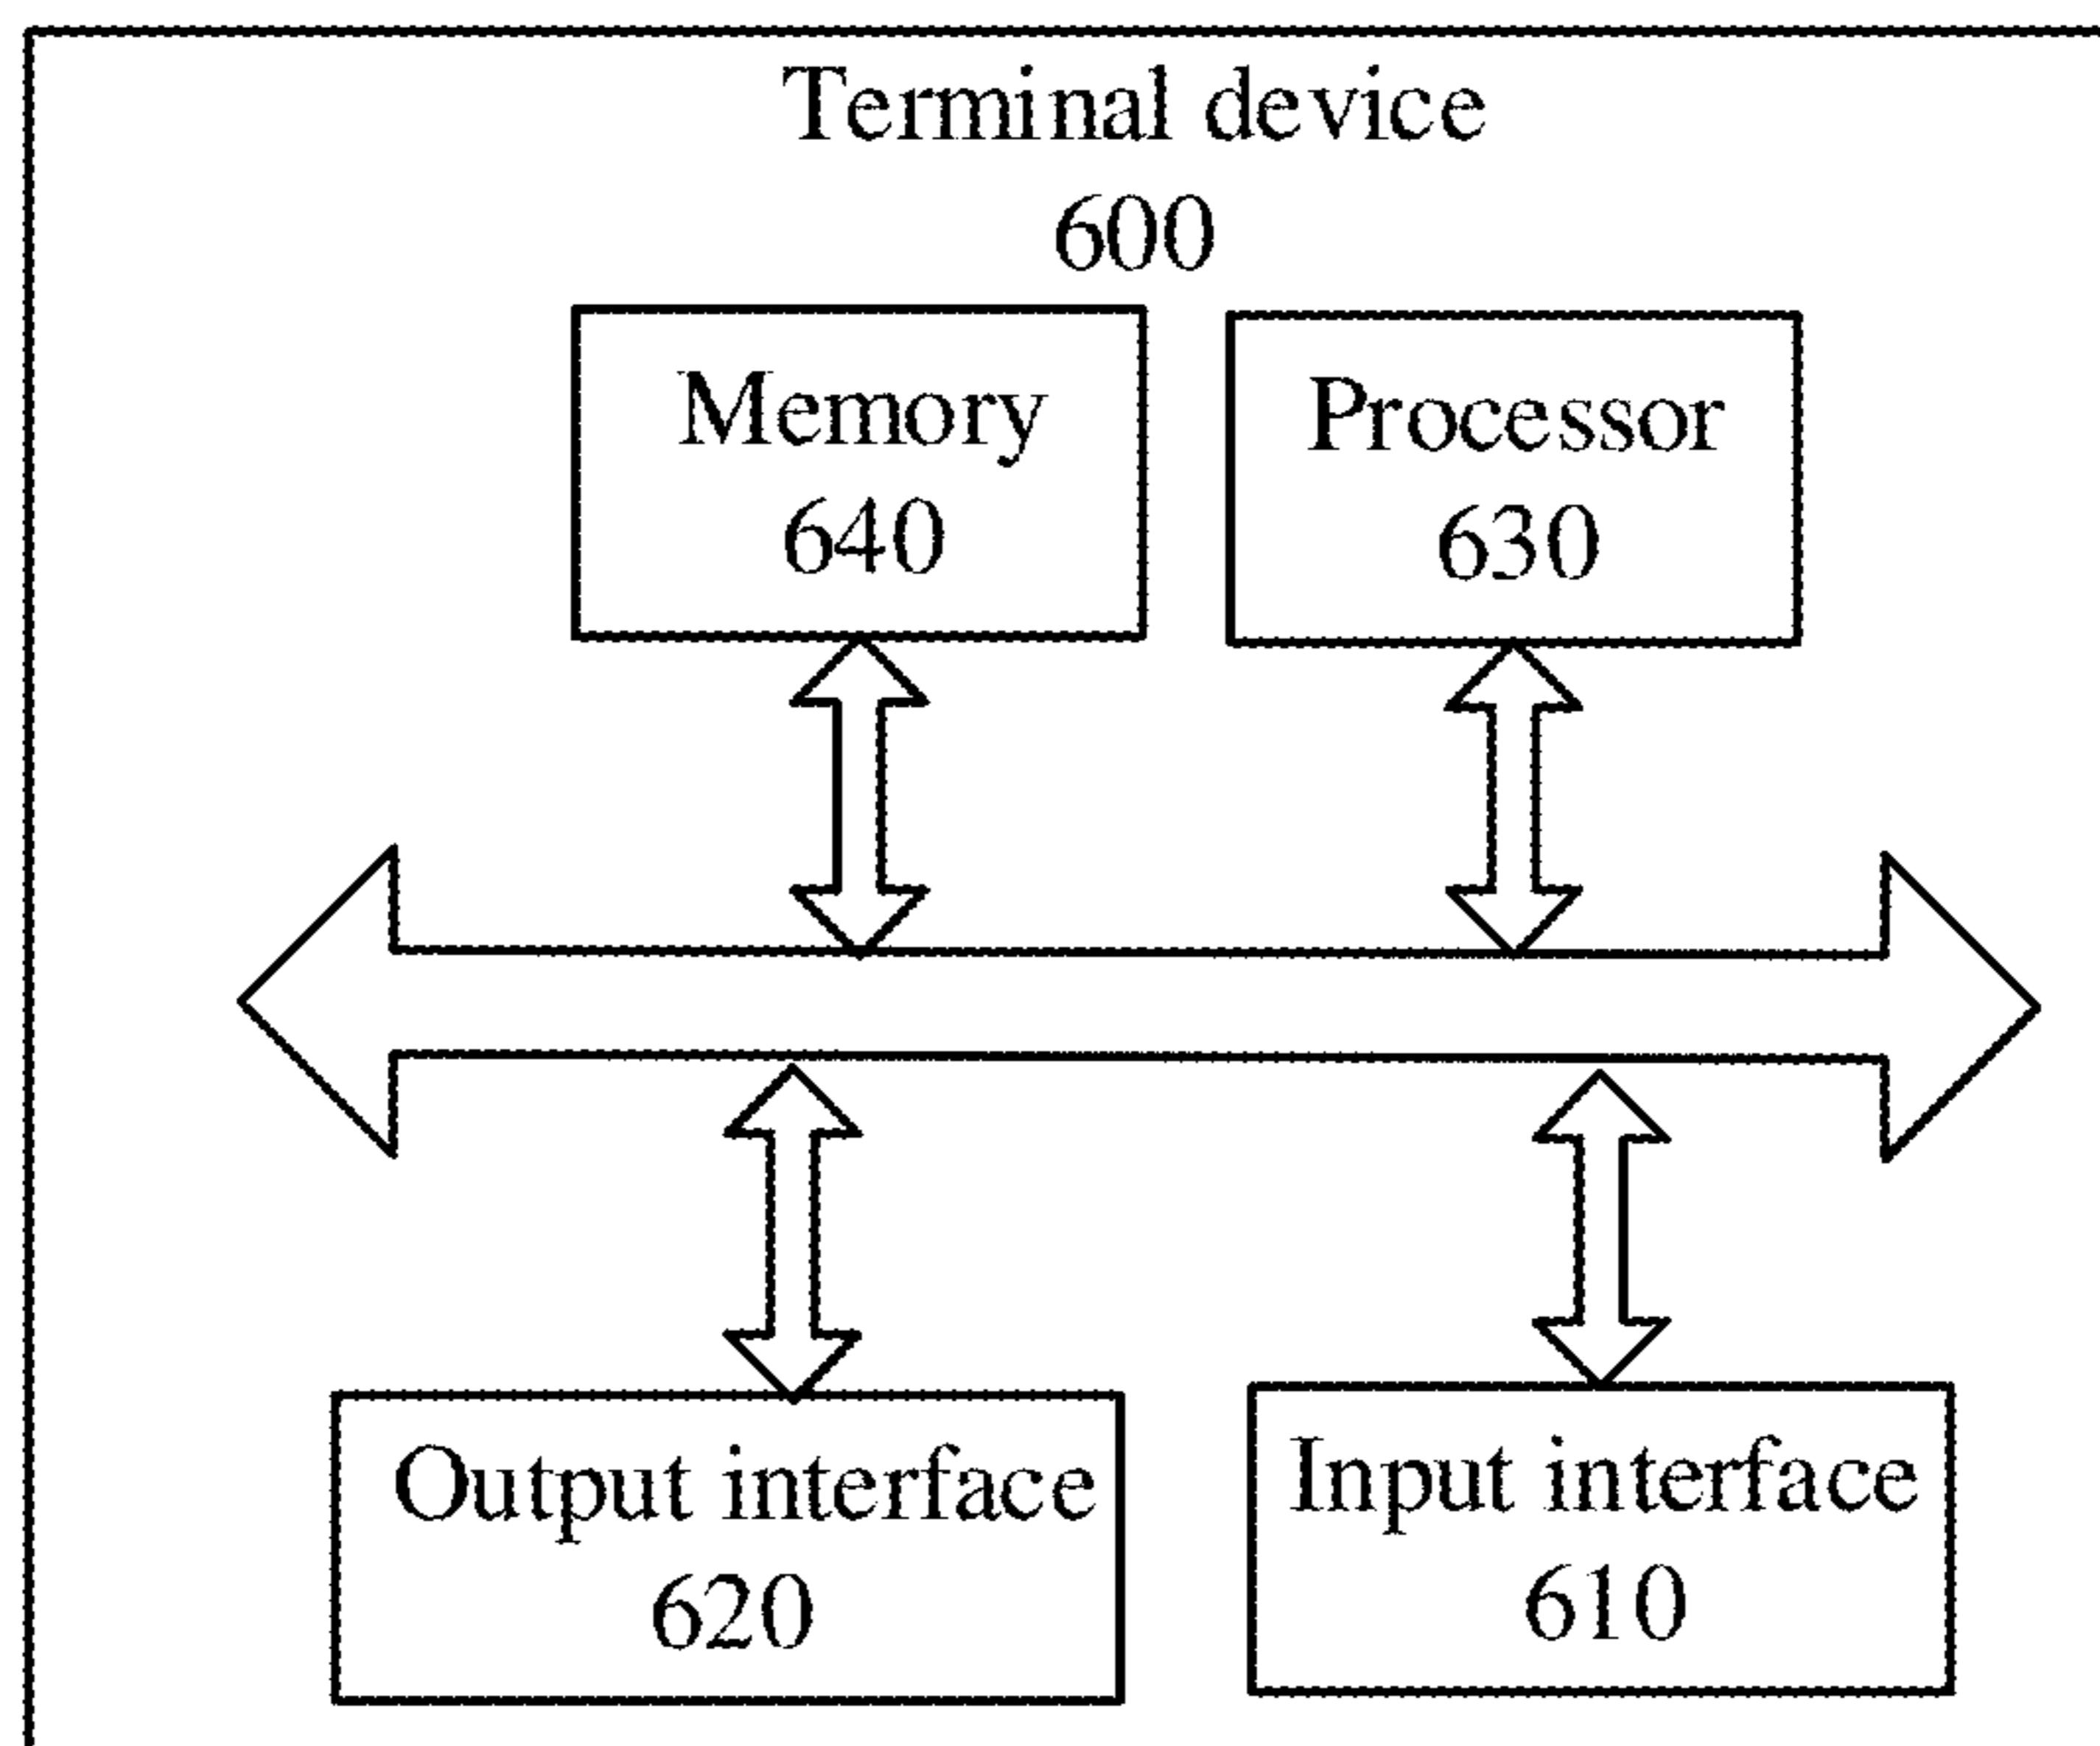 Terminal device
600
Memory
640
Processor
630
Output interface
620
Input interface
610